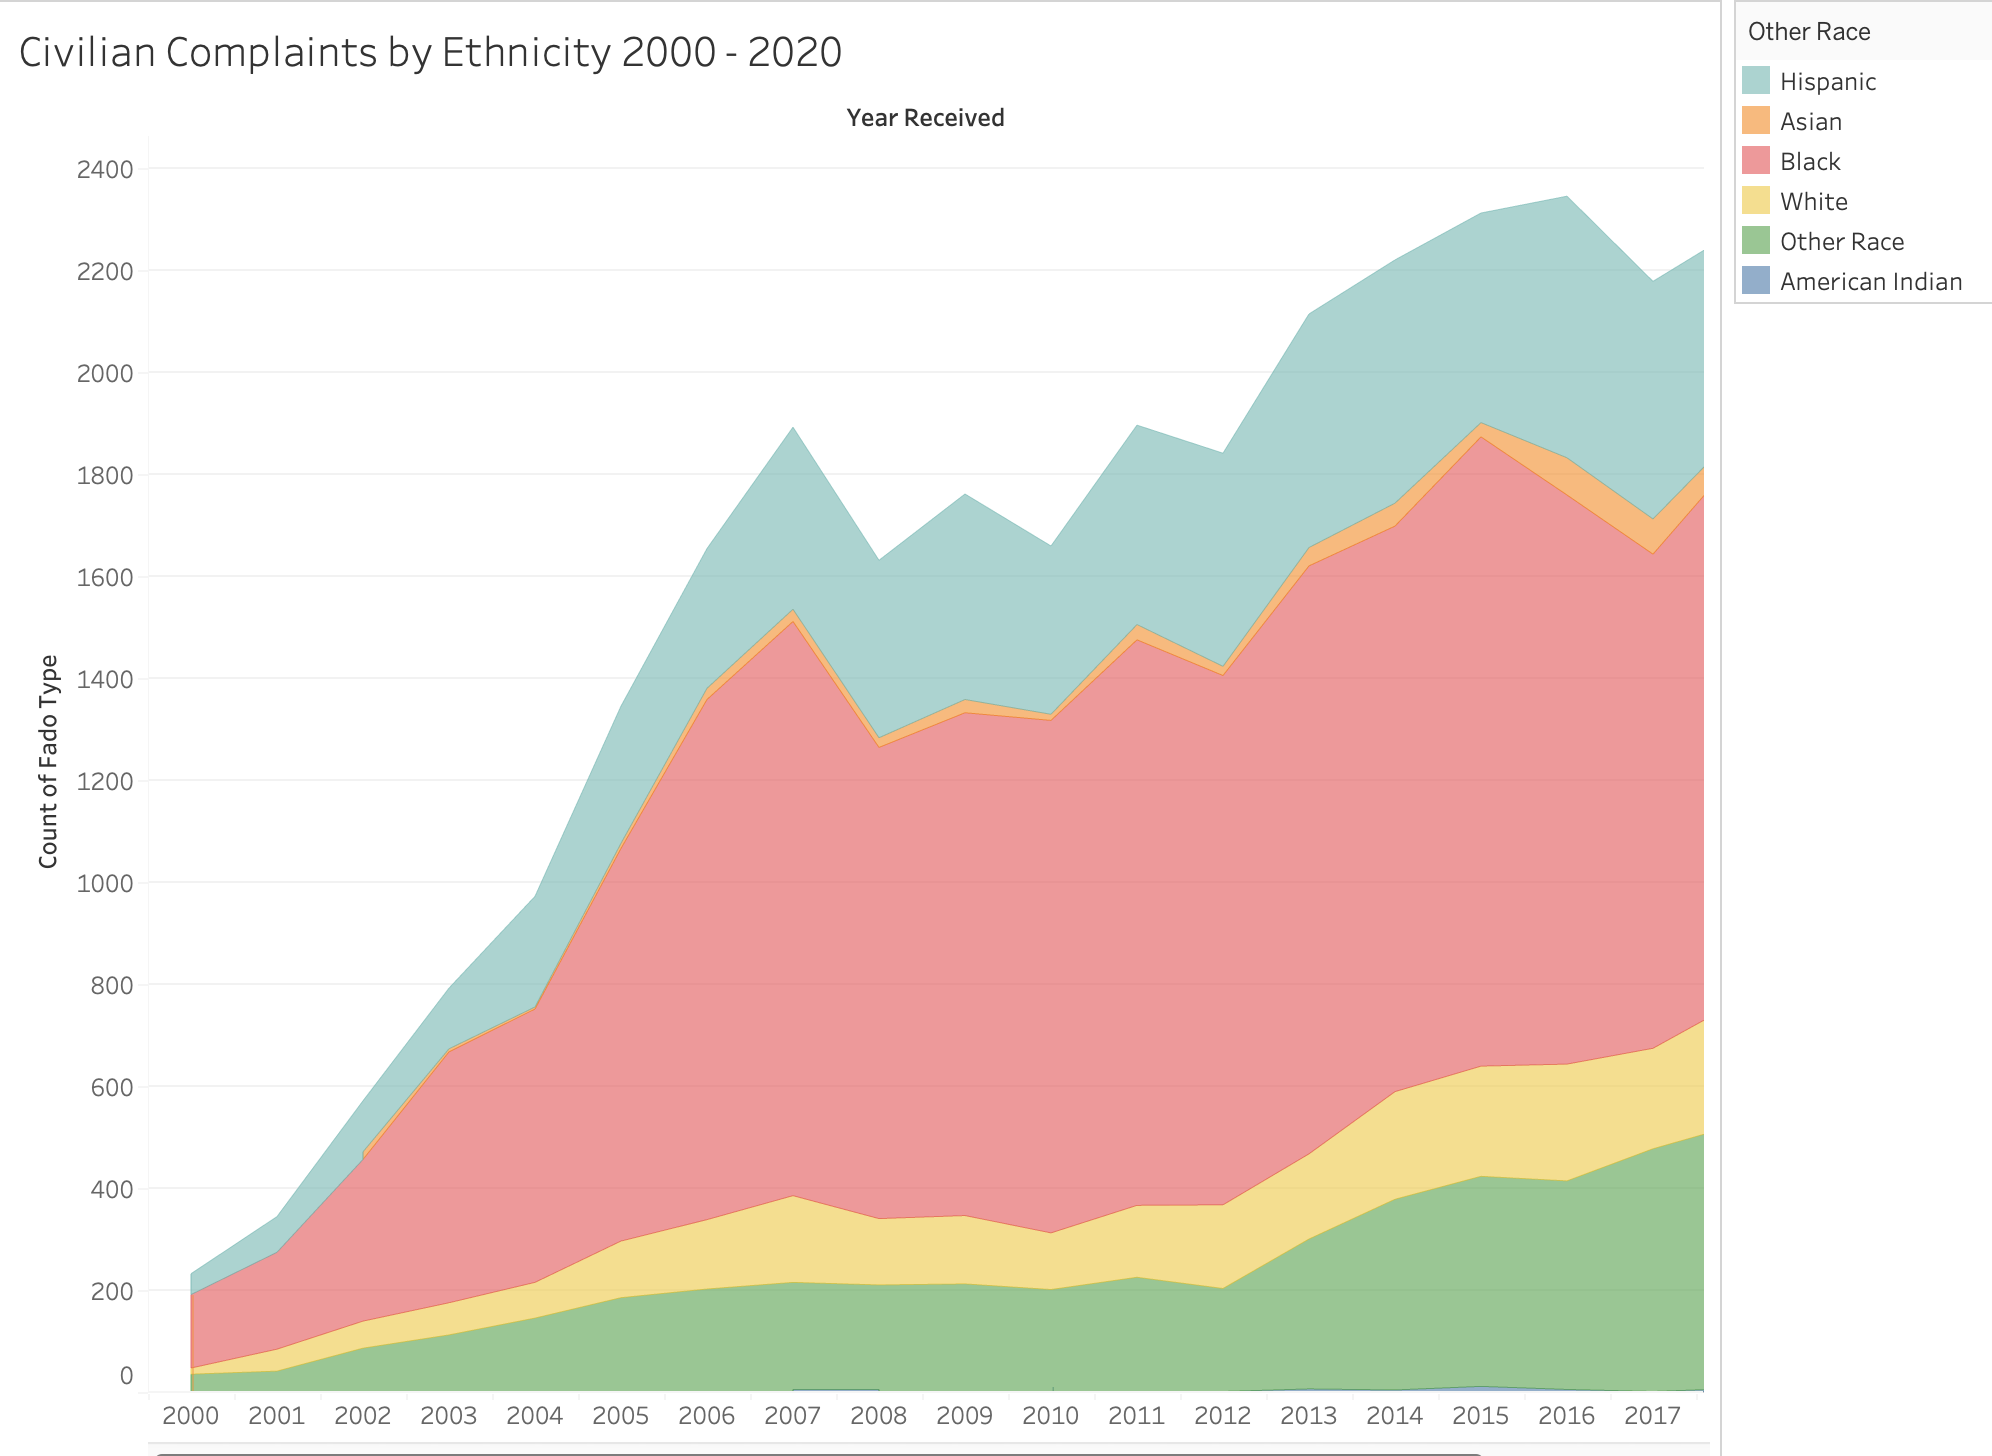 Civilian Complaints by Ethnicity 2000 - 2020
Year Received
Count of Fado Type
2400
2200
2000
1800
1600
1400
1200
1000
800
600
400
200
0
2000 2001 2002 2003 2004 2005 2006 2007 2008 2009 2010 2011 2012 2013 2014 2015 2016 2017
Other Race
Hispanic
Asian
Black
White
Other Race
American Indian